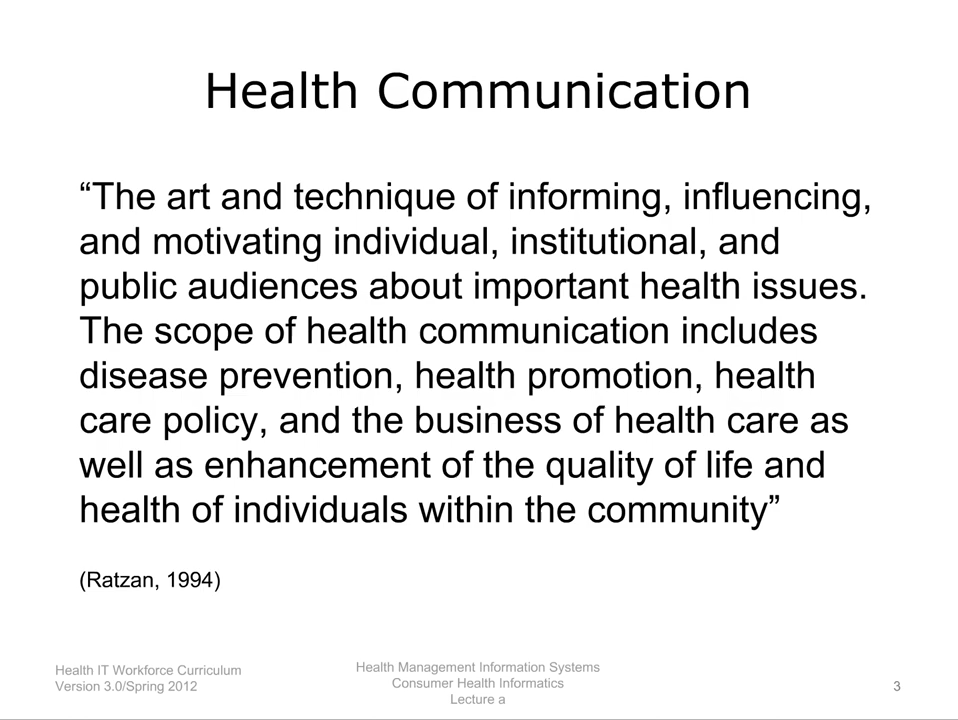 Health Communication
“The art and technique of informing, influencing,
and motivating individual, institutional, and
public audiences about important health issues.
The scope of health communication includes
disease prevention, health promotion, health
care policy, and the business of health care as
well as enhancement of the quality of life and
health of individuals within the community”
(Ratzan, 1994)
Health IT Workforce Curriculum
Version 3.0/Spring 2012
Health Management Information Systems
Consumer Health Informatics
Lecture a
3